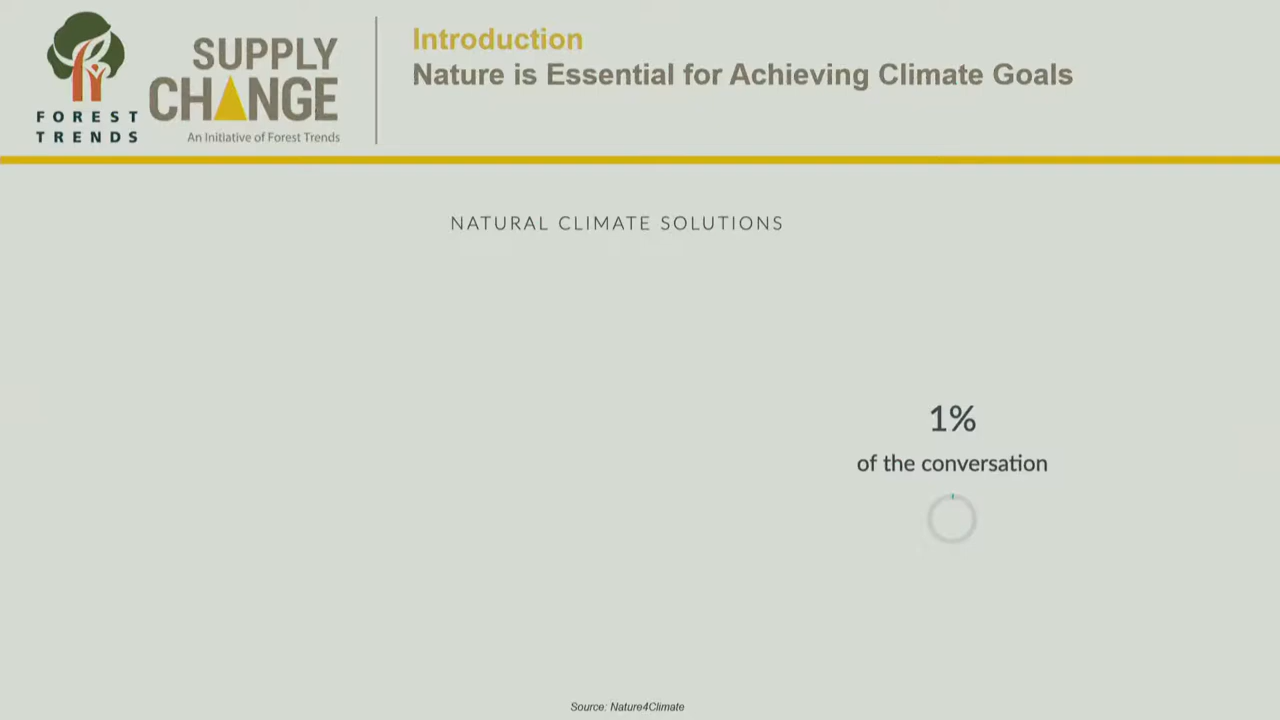 FOREST
TRENDS
SUPPLY
CHANGE
An Initiative of Forest Trends
Introduction
Nature is Essential for Achieving Climate Goals
NATURAL CLIMATE SOLUTIONS
1%
of the conversation
Source: Nature4Climate